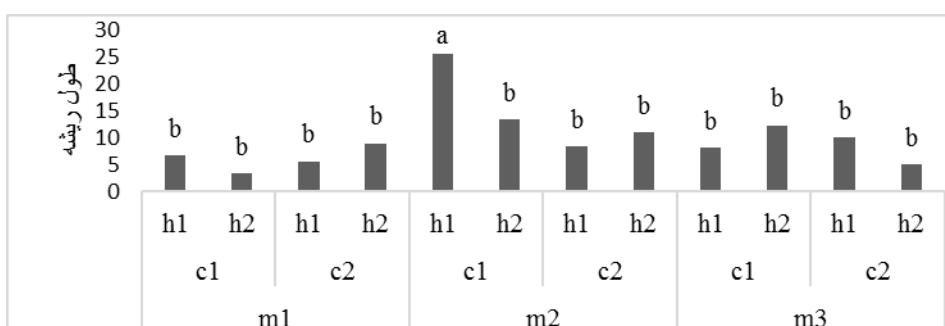 طول ریشه
30
25
20
15
10
5
0
b b b b a b b b b b b b
h1 h2 h1 h2 h1 h2 h1 h2 h1 h2 h1 h2
c1 c2 c1 c2 c1 c2
m1 m2 m3